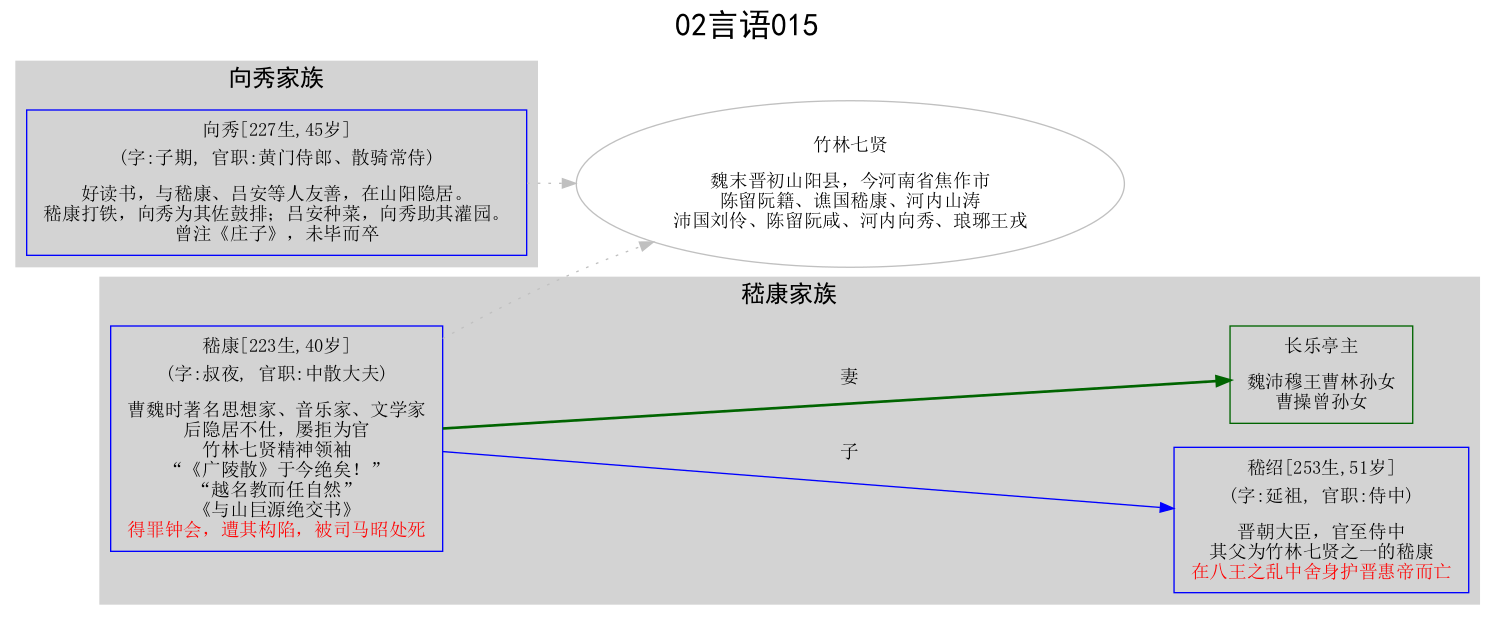 02言语015
向秀家族
向秀[227生,45岁]
(字:子期, 官职:黄门侍郎、散骑常侍)
好读书，与嵇康、吕安等人友善，在山阳隐居。
嵇康打铁，向秀为其佐鼓排；吕安种菜，向秀助其灌园。
曾注《庄子》，未毕而卒
竹林七贤
魏末晋初山阳县，今河南省焦作市
陈留阮籍、谯国嵇康、河内山涛
沛国刘伶、陈留阮咸、河内向秀、琅琊王戎
嵇康家族
嵇康[223生,40岁]
(字:叔夜, 官职:中散大夫)
曹魏时著名思想家、音乐家、文学家
后隐居不仕，屡拒为官
竹林七贤精神领袖
“《广陵散》于今绝矣！”
“越名教而任自然”
《与山巨源绝交书》
得罪钟会，遭其构陷，被司马昭处死
妻
子
长乐亭主
魏沛穆王曹林孙女
曹操曾孙女
嵇绍[253生,51岁]
(字:延祖, 官职:侍中)
晋朝大臣，官至侍中
其父为竹林七贤之一的嵇康
在八王之乱中舍身护晋惠帝而亡